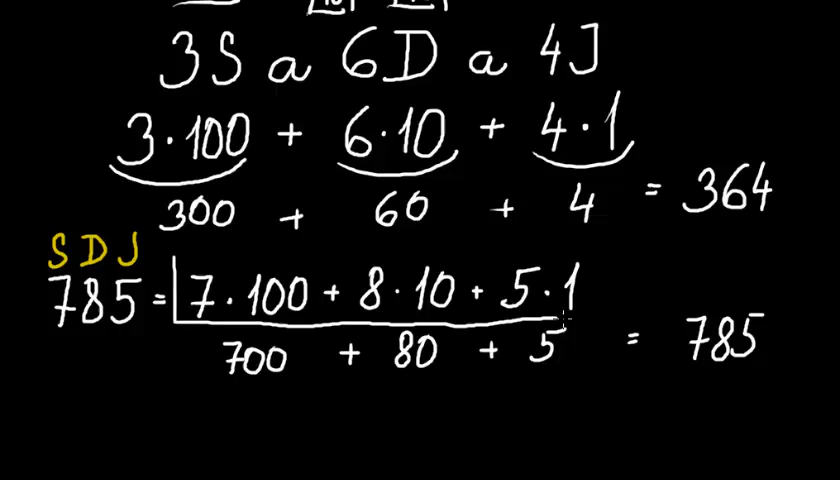 3S a 6D a 4J
3·100 + 6·10 + 4·1
300 + 60 + 4 = 364
S D J
785 = 7·100 + 8·10 + 5·1
700 + 80 + 5 = 785